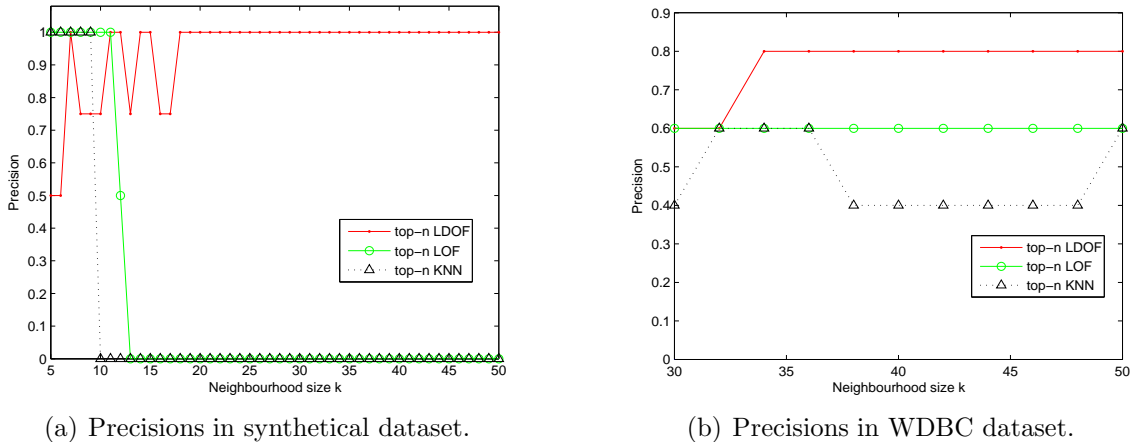 1
0.9
0.8
0.7
0.6
0.5
0.4
0.3
0.2
0.1
0
Precision
5 10 15 20 25 30 35 40 45 50
Neighbourhood size k
top−n LDOF
top−n LOF
top−n KNN
(a) Precisions in synthetical dataset.
0.9
0.8
0.7
0.6
0.5
0.4
0.3
0.2
0.1
0
Precision
30 35 40 45 50
Neighbourhood size k
top−n LDOF
top−n LOF
top−n KNN
(b) Precisions in WDBC dataset.